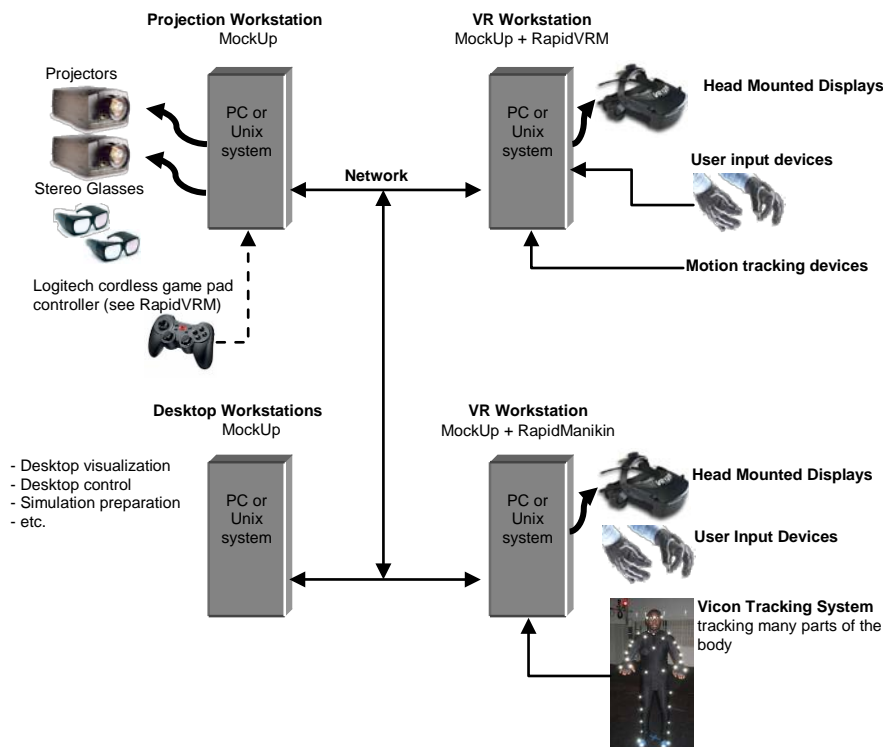 Projection Workstation
MockUp
VR Workstation
MockUp + RapidVRM
Projectors
PC or
Unix
system
PC or
Unix
system
Head Mounted Displays
User input devices
Network
Stereo Glasses
Motion tracking devices
Logitech cordless game pad
controller (see RapidVRM)
Desktop Workstations
MockUp
VR Workstation
MockUp + RapidManikin
- Desktop visualization
- Desktop control
- Simulation preparation
- etc.
PC or
Unix
system
PC or
Unix
system
Head Mounted Displays
User Input Devices
Vicon Tracking System
tracking many parts of the
body